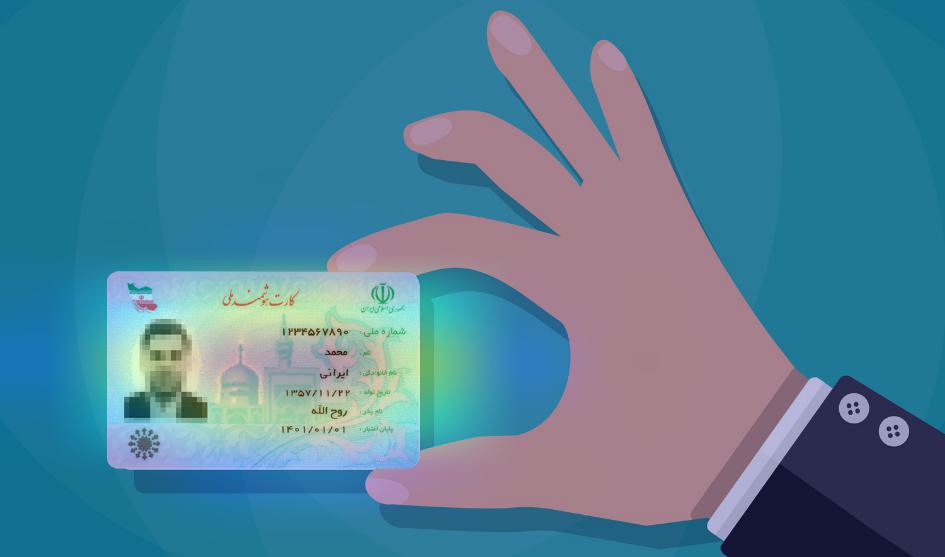 کارت هوشمند ملی
جمهوری اسلامی ایران
شماره ملی: ۱۲۳۴۵۶۷۸۹۰
نام: محمد
نام خانوادگی: ایرانی
تاریخ تولد: ۱۳۵۷/۱۱/۲۲
نام پدر: روح الله
پایان اعتبار: ۱۴۰۱/۰۱/۰۱